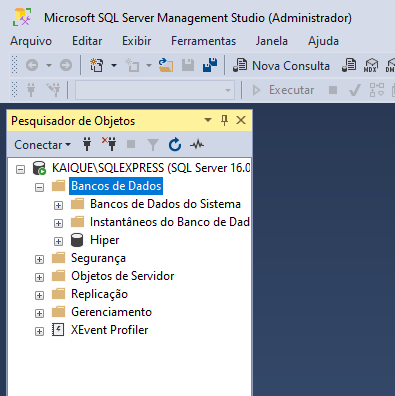 Microsoft SQL Server Management Studio (Administrador)
Arquivo Editar Exibir Ferramentas Janela Ajuda
Nova Consulta MDX
Executar
Pesquisador de Objetos
Conectar
KAIQUE\SQLEXPRESS (SQL Server 16.0
Bancos de Dados
Bancos de Dados do Sistema
Instantâneos do Banco de Dad
Hiper
Segurança
Objetos de Servidor
Replicação
Gerenciamento
XEvent Profiler